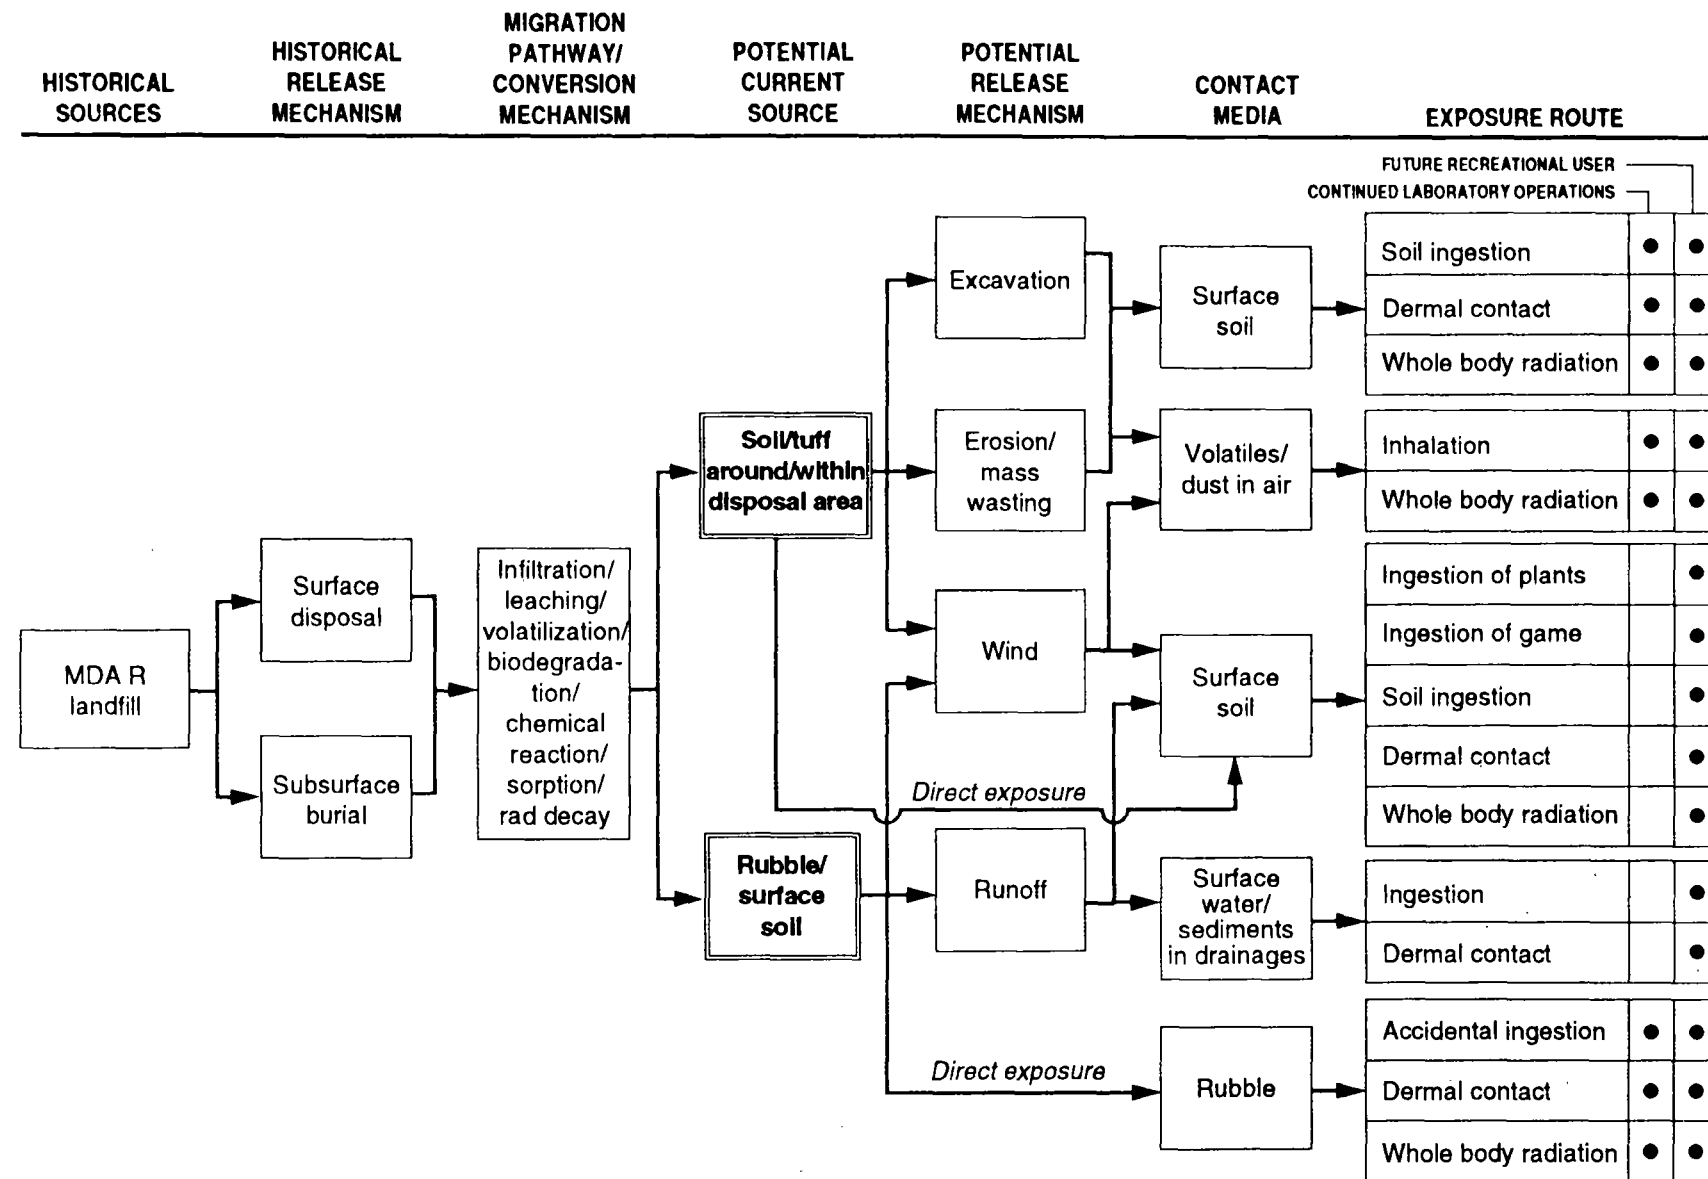 HISTORICAL
SOURCES
HISTORICAL
RELEASE
MECHANISM
MIGRATION
PATHWAY/
CONVERSION
MECHANISM
POTENTIAL
CURRENT
SOURCE
POTENTIAL
RELEASE
MECHANISM
CONTACT
MEDIA
EXPOSURE ROUTE
FUTURE RECREATIONAL USER
CONTINUED LABORATORY OPERATIONS
MDA R
landfill
Surface
disposal
Subsurface
burial
Infiltration/
leaching/
volatilization/
biodegrada-
tion/
chemical
reaction/
sorption/
rad decay
Soil/tuff
around/within
disposal area
Rubble/
surface
soil
Excavation
Erosion/
mass
wasting
Wind
Direct exposure
Runoff
Direct exposure
Surface
soil
Volatiles/
dust in air
Surface
soil
Surface
water/
sediments
in drainages
Rubble
Soil ingestion
Dermal contact
Whole body radiation
Inhalation
Whole body radiation
Ingestion of plants
Ingestion of game
Soil ingestion
Dermal contact
Whole body radiation
Ingestion
Dermal contact
Accidental ingestion
Dermal contact
Whole body radiation